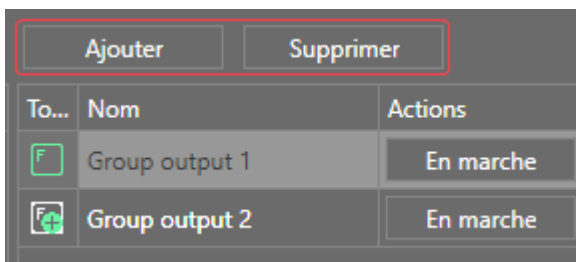 Ajouter Supprimer
To... Nom Actions
F Group output 1 En marche
F Group output 2 En marche